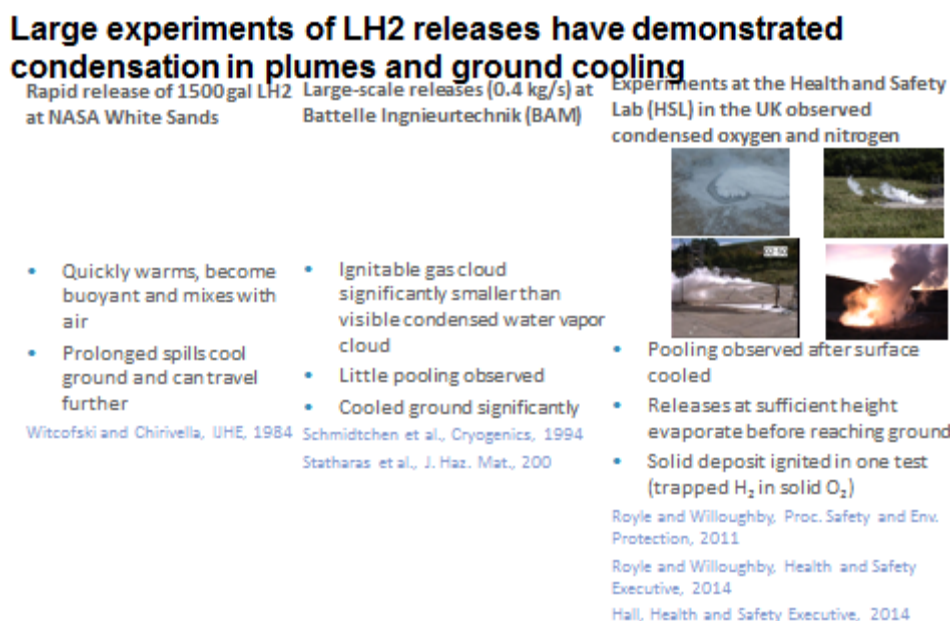 Large experiments of LH2 releases have demonstrated
condensation in plumes and ground cooling
Rapid release of 1500gal LH2
at NASA White Sands
Quickly warms, become
buoyant and mixes with
air
Prolonged spills cool
ground and can travel
further
Witcofski and Chirivella, IJHE, 1984
Large-scale releases (0.4 kg/s) at
Battelle Ingnieurtechnik (BAM)
Ignitable gas cloud
significantly smaller than
visible condensed water vapor
cloud
Little pooling observed
Cooled ground significantly
Schmidtchen et al., Cryogenics, 1994
Statharas et al., J. Haz. Mat., 200
Experiments at the Health and Safety
Lab (HSL) in the UK observed
condensed oxygen and nitrogen
Pooling observed after surface
cooled
Releases at sufficient height
evaporate before reaching ground
Solid deposit ignited in one test
(trapped H₂ in solid O₂)
Royle and Willoughby, Proc. Safety and Env.
Protection, 2011
Royle and Willoughby, Health and Safety
Executive, 2014
Hall, Health and Safety Executive, 2014